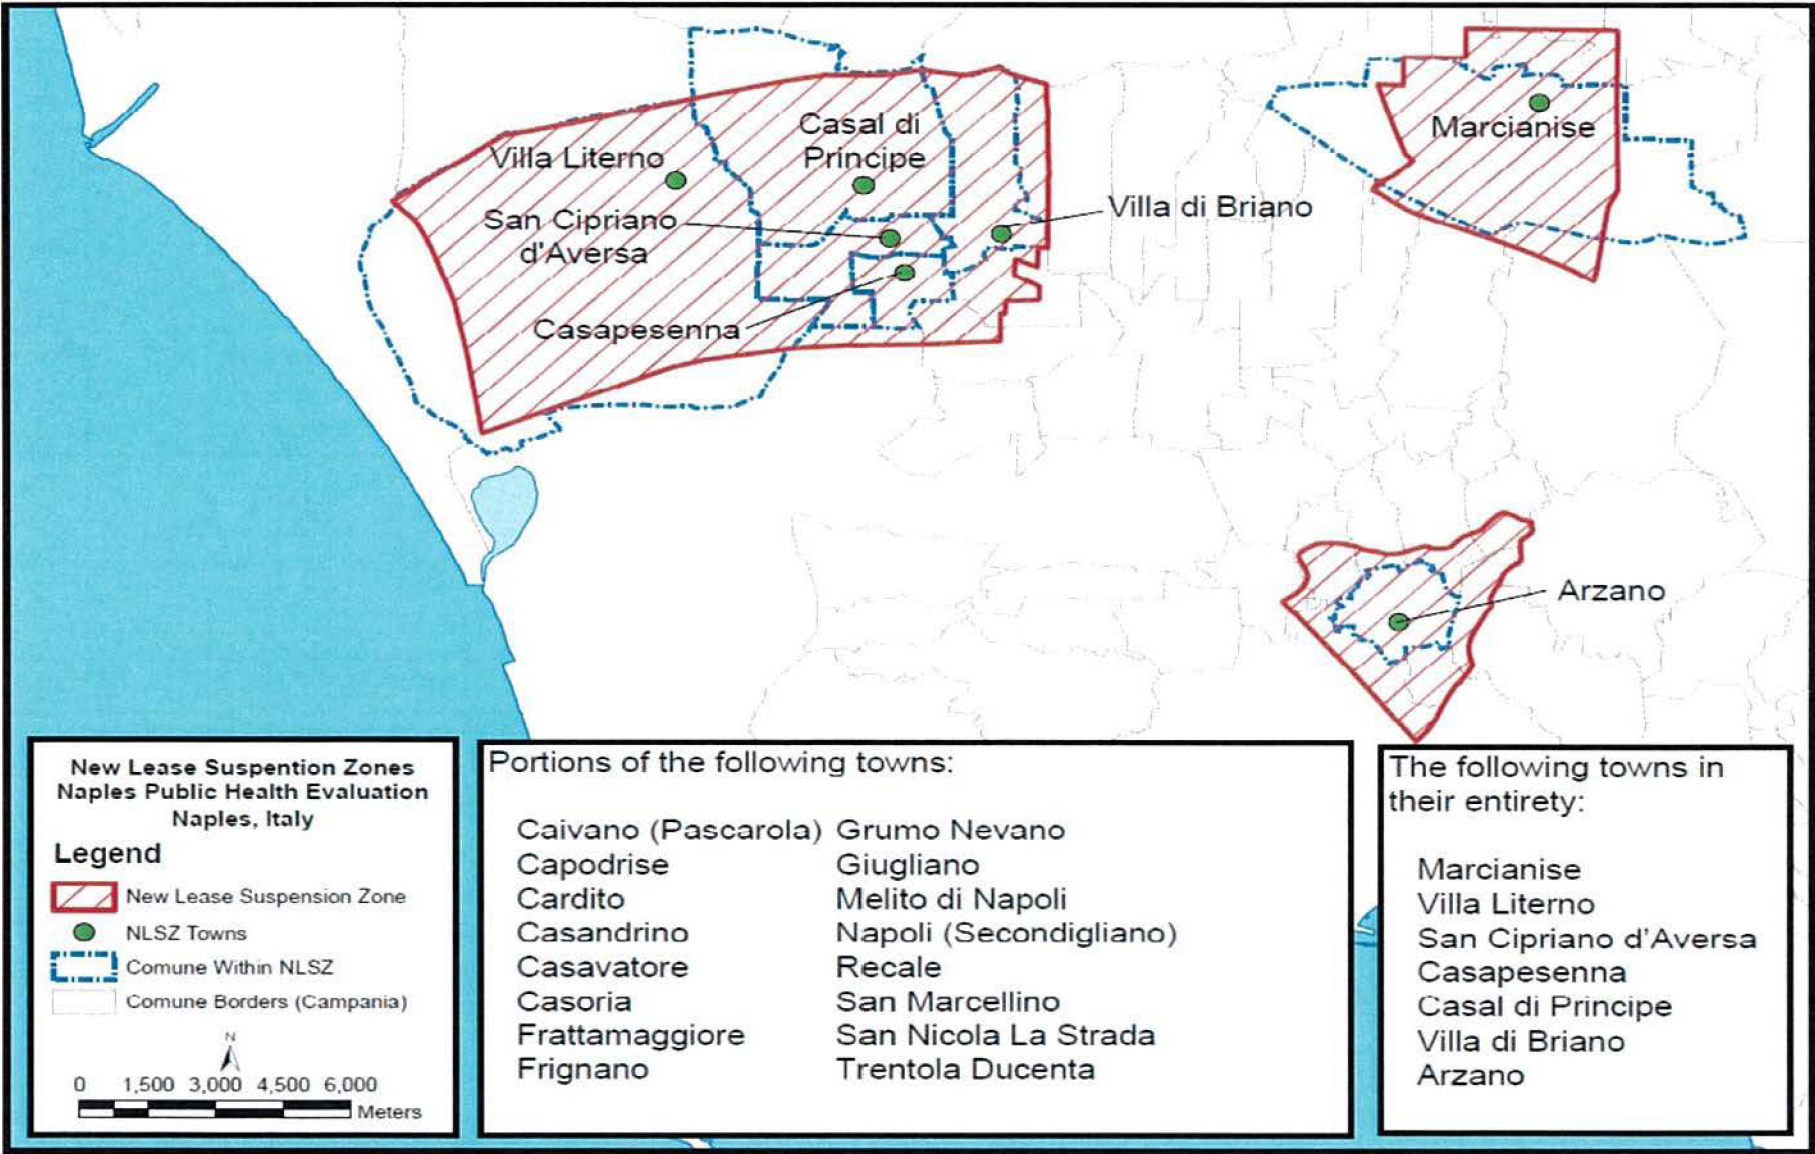 Casal di
Principe
Villa Literno
San Cipriano
d'Aversa
Casapesenna
Villa di Briano
Marcianise
Arzano
New Lease Suspention Zones
Naples Public Health Evaluation
Naples, Italy
Legend
New Lease Suspension Zone
NLSZ Towns
Comune Within NLSZ
Comune Borders (Campania)
N
0 1,500 3,000 4,500 6,000
Meters
Portions of the following towns:
Caivano (Pascarola) Grumo Nevano
Capodrise Giugliano
Cardito Melito di Napoli
Casandrino Napoli (Secondigliano)
Casavatore Recale
Casoria San Marcellino
Frattamaggiore San Nicola La Strada
Frignano Trentola Ducenta
The following towns in
their entirety:
Marcianise
Villa Literno
San Cipriano d'Aversa
Casapesenna
Casal di Principe
Villa di Briano
Arzano